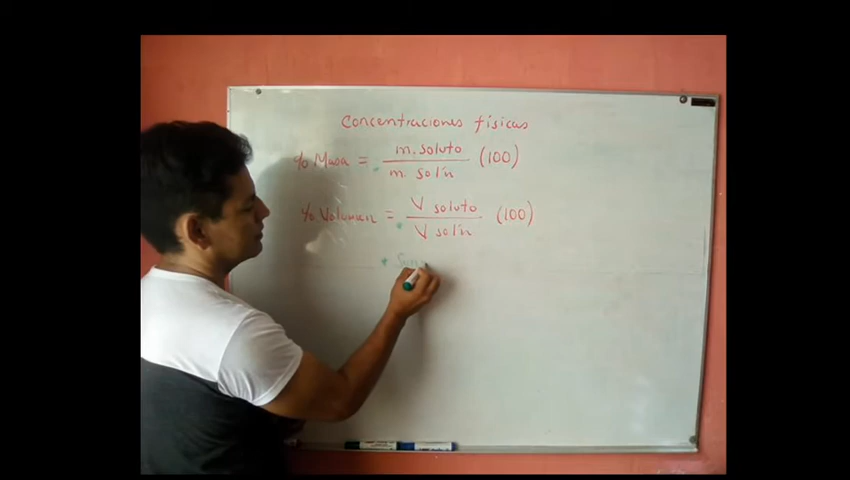 Concentraciones físicas
% Masa = m. soluto / m. sol'n (100)
% Volumen = V soluto / V sol'n (100)
*